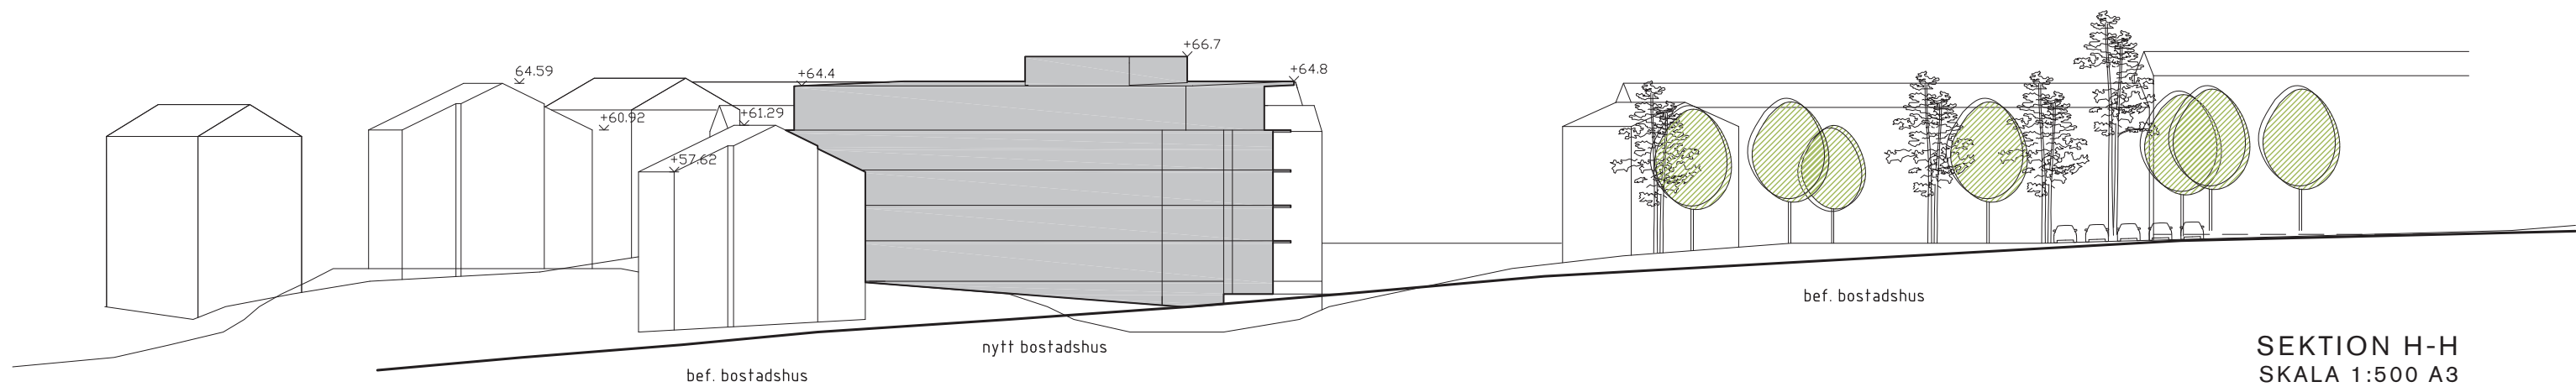 +66.7
64.59
+64.4
+64.8
+60.92
+61.29
+57.62
bef. bostadshus
nytt bostadshus
bef. bostadshus
SEKTION H-H
SKALA 1:500 A3